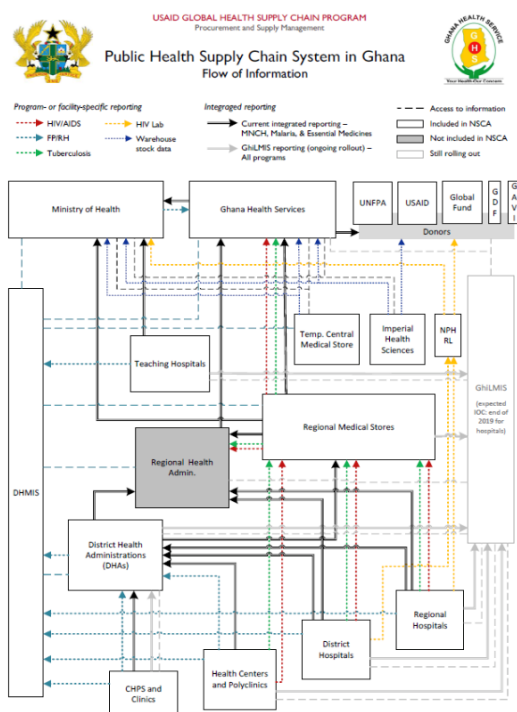 USAID GLOBAL HEALTH SUPPLY CHAIN PROGRAM
Procurement and Supply Management
Public Health Supply Chain System in Ghana
Flow of Information
GHANA HEALTH SERVICE
GHS
Your Health-Our Concern
Program- or facility-specific reporting
HIV/AIDS
FP/RH
Tuberculosis
HIV Lab
Warehouse
stock data
Integraged reporting
Current integrated reporting –
MNCH, Malaria, & Essential Medicines
GhiLMIS reporting (ongoing rollout) –
All programs
Access to information
Included in NSCA
Not included in NSCA
Still rolling out
Ministry of Health
Ghana Health Services
UNFPA
USAID
Global
Fund
GDF
GAVI
Donors
Temp. Central
Medical Store
Imperial
Health
Sciences
NPH
RL
Teaching Hospitals
GhiLMIS
(expected
IOC: end of
2019 for
hospitals)
Regional Medical Stores
Regional Health
Admin.
DHMIS
District Health
Administrations
(DHAs)
Regional
Hospitals
District
Hospitals
Health Centers
and Polyclinics
CHPS and
Clinics